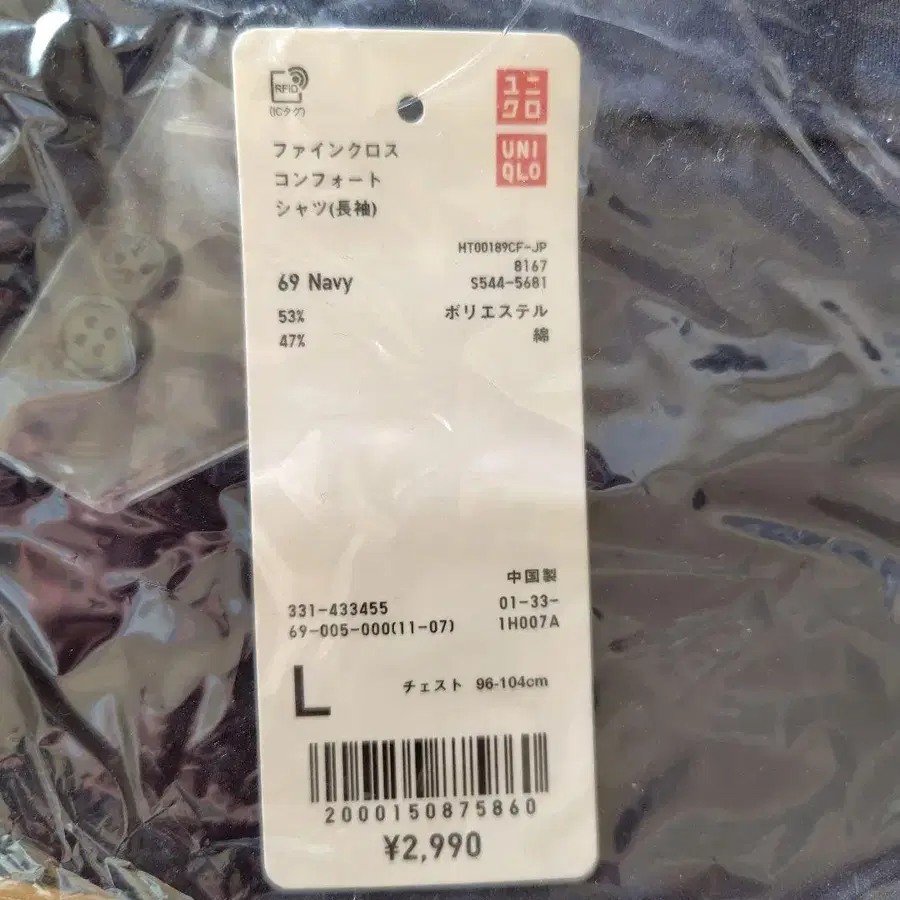 RFID
(ICタグ)
ユニ
クロ
UNI
QLO
ファインクロス
コンフォート
シャツ(長袖)
HT00189CF-JP
8167
69 Navy
S544-5681
53% ポリエステル
47% 綿
中国製
331-433455 01-33-
69-005-000(11-07) 1H007A
L チェスト 96-104cm
2000150875860
¥2,990